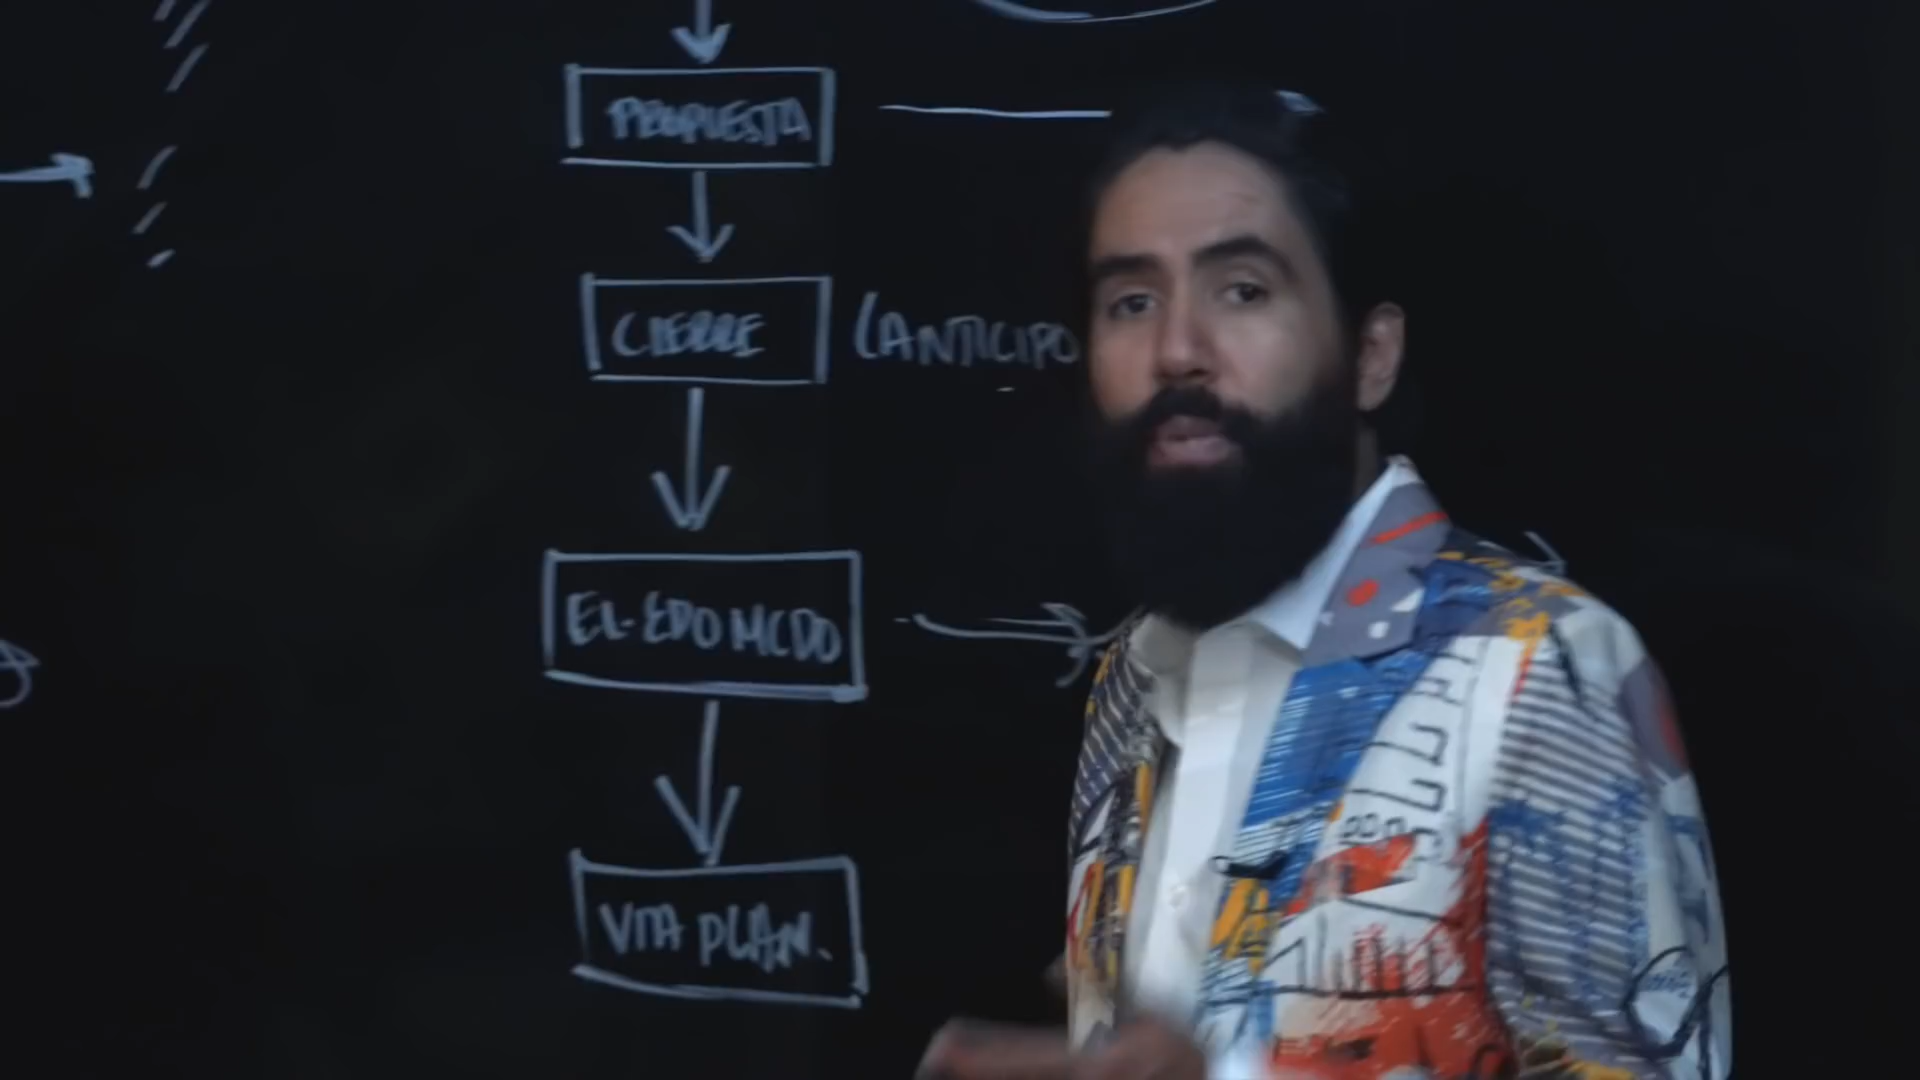 PROPUESTA
CIERRE (ANTICIPO
EL-EDO MCDO
VTA PLAN.